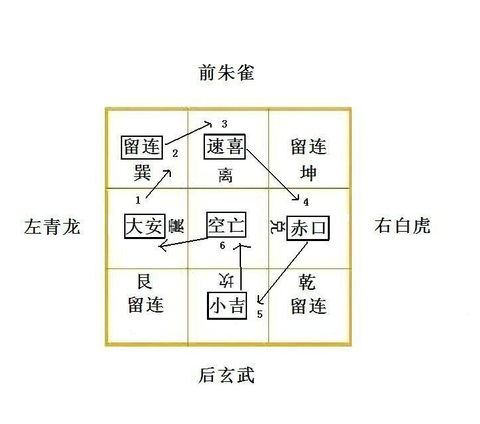 前朱雀
3
留连 速喜 留连
2
巽 离 坤
1 4
左青龙 大安 震 空亡 兑 赤口 右白虎
6
艮 坎 乾
留连 小吉 留连
5
后玄武